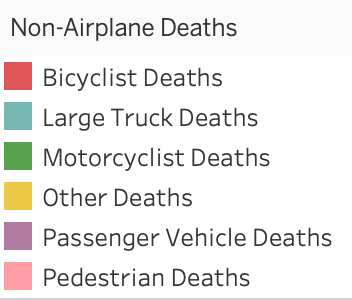 Non-Airplane Deaths
Bicyclist Deaths
Large Truck Deaths
Motorcyclist Deaths
Other Deaths
Passenger Vehicle Deaths
Pedestrian Deaths